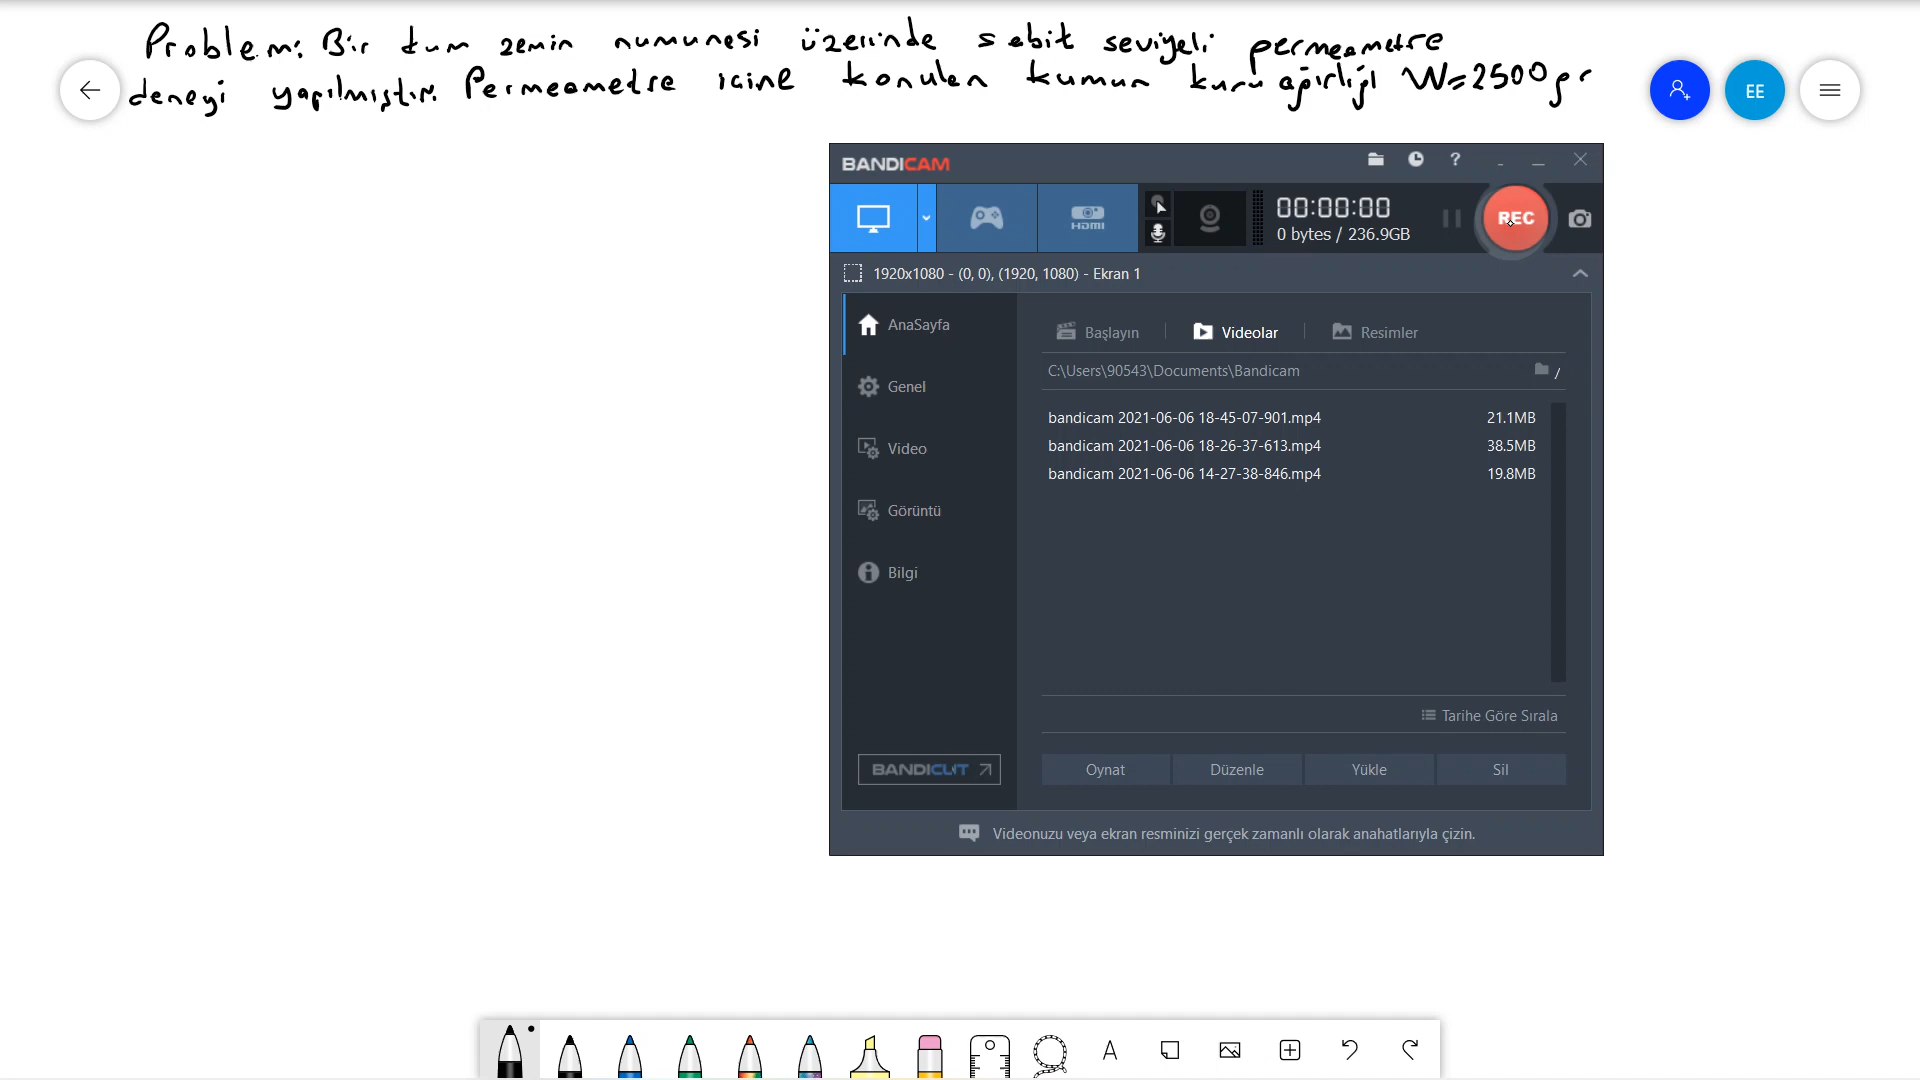 Problem: Bir kum zemin numunesi üzerinde sabit seviyeli permeametre
deneyi yapılmıştır. Permeametre içine konulan kumun kuru ağırlığı W=2500gr
EE
BANDICAM
HDMI
00:00:00
0 bytes / 236.9GB
REC
1920x1080 - (0, 0), (1920, 1080) - Ekran 1
AnaSayfa
Genel
Video
Görüntü
Bilgi
BANDICUT
Başlayın
Videolar
Resimler
C:\Users\90543\Documents\Bandicam
bandicam 2021-06-06 18-45-07-901.mp4 21.1MB
bandicam 2021-06-06 18-26-37-613.mp4 38.5MB
bandicam 2021-06-06 14-27-38-846.mp4 19.8MB
Tarihe Göre Sırala
Oynat Düzenle Yükle Sil
Videonuzu veya ekran resminizi gerçek zamanlı olarak anahatlarıyla çizin.